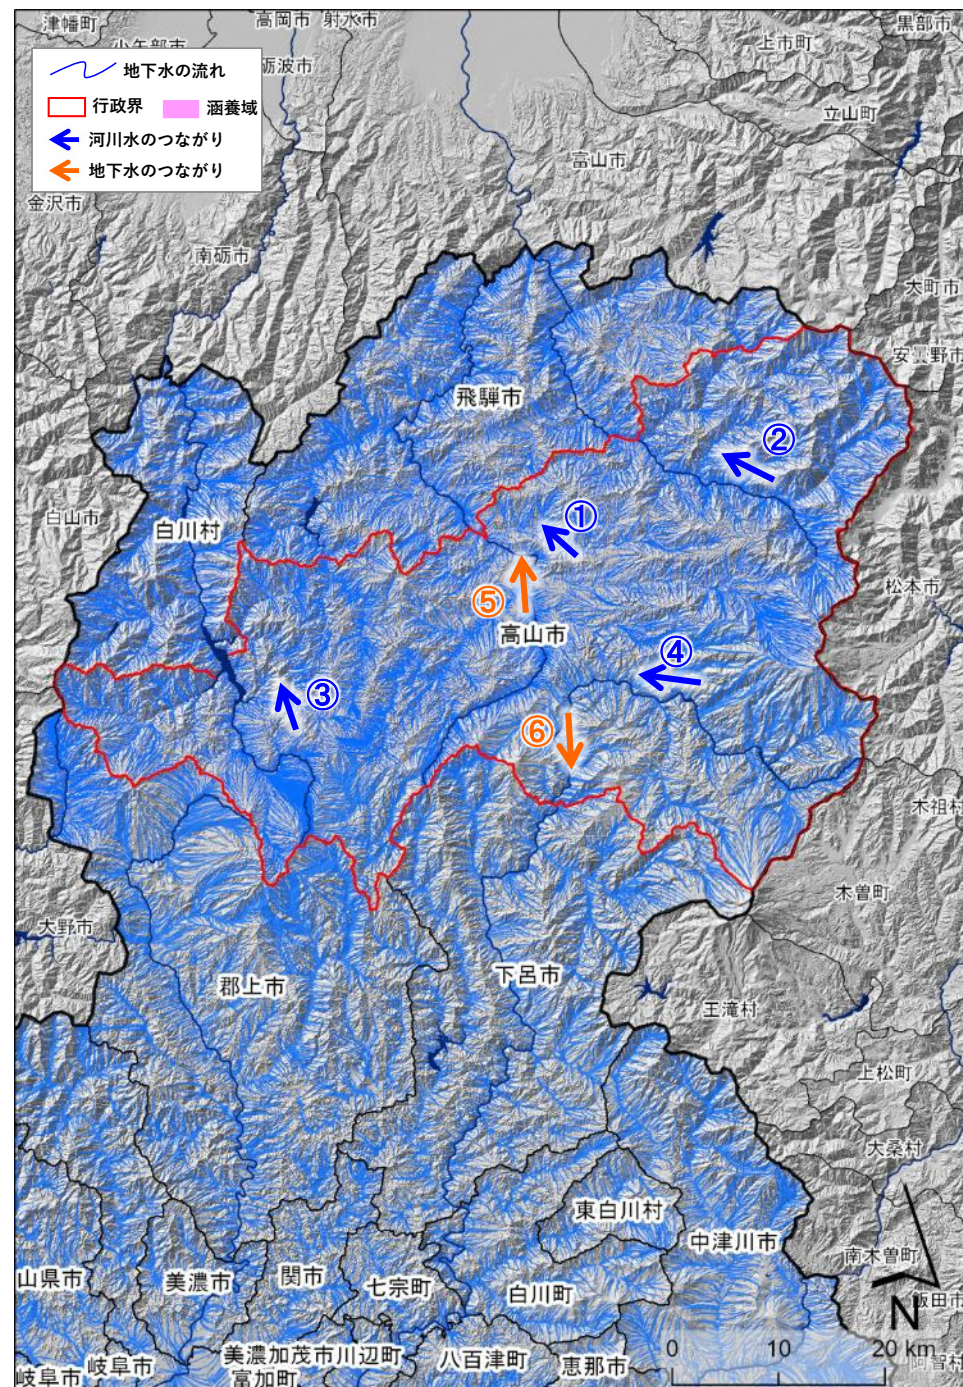 津幡町
高岡市
射水市
黒部市
小矢部市
上市町
砺波市
地下水の流れ
行政界
涵養域
河川水のつながり
地下水のつながり
立山町
富山市
金沢市
南砺市
大町市
安曇野市
飛騨市
②
白山市
白川村
①
松本市
⑤
高山市
④
③
⑥
木祖村
木曽町
大野市
郡上市
下呂市
王滝村
上松町
大桑村
東白川村
中津川市
南木曽町
山県市
美濃市
関市
七宗町
白川町
飯田市
N
0 10 20 km
岐阜市
岐阜市
美濃加茂市
川辺町
富加町
八百津町
恵那市
阿智村